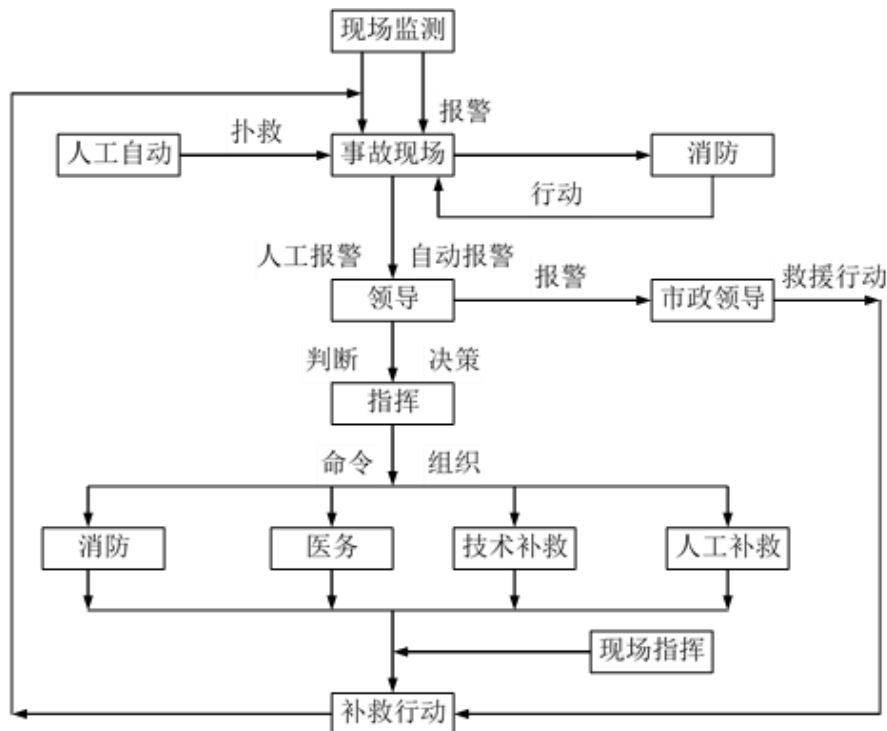 现场监测
报警
扑救
人工自动
事故现场
消防
行动
人工报警
自动报警
报警
救援行动
领导
市政领导
判断
决策
指挥
命令
组织
消防
医务
技术补救
人工补救
现场指挥
补救行动